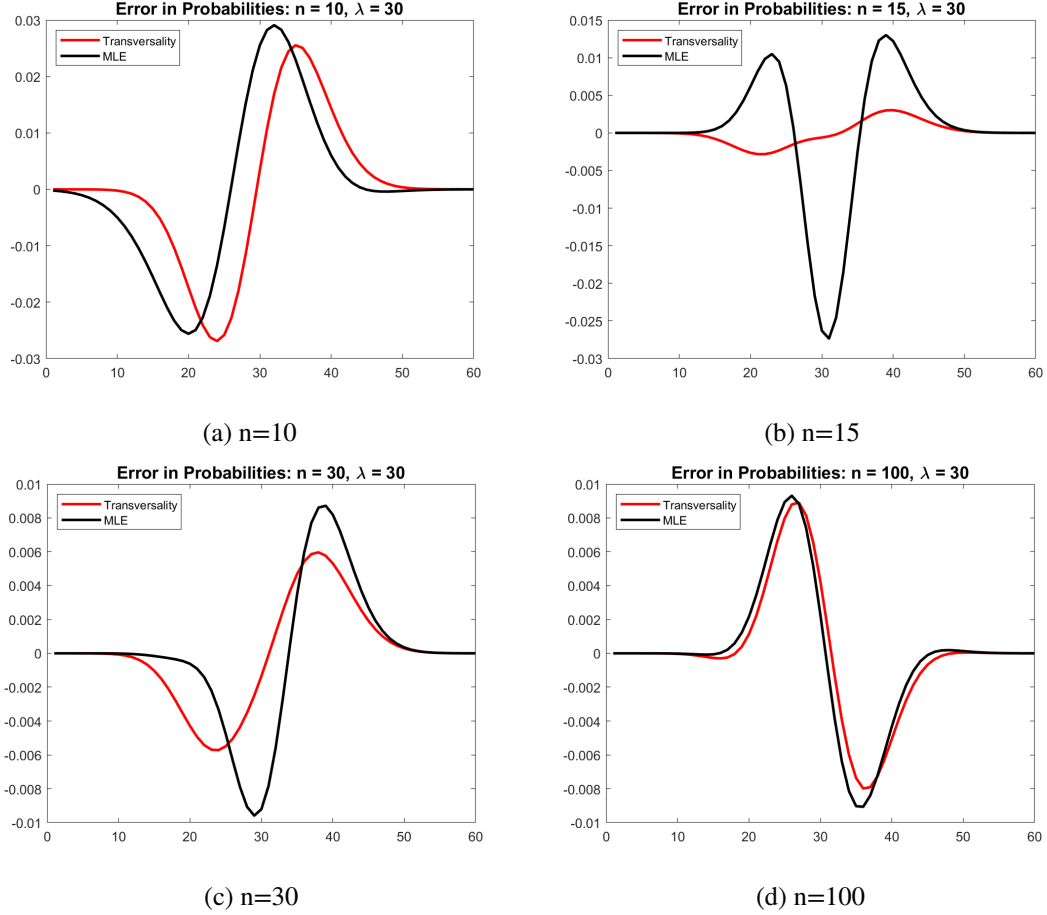 Error in Probabilities: n = 10, λ = 30
Transversality
MLE
0.03
0.02
0.01
0
-0.01
-0.02
-0.03
0 10 20 30 40 50 60
(a) n=10
Error in Probabilities: n = 15, λ = 30
Transversality
MLE
0.015
0.01
0.005
0
-0.005
-0.01
-0.015
-0.02
-0.025
-0.03
0 10 20 30 40 50 60
(b) n=15
Error in Probabilities: n = 30, λ = 30
Transversality
MLE
0.01
0.008
0.006
0.004
0.002
0
-0.002
-0.004
-0.006
-0.008
-0.01
0 10 20 30 40 50 60
(c) n=30
Error in Probabilities: n = 100, λ = 30
Transversality
MLE
0.01
0.008
0.006
0.004
0.002
0
-0.002
-0.004
-0.006
-0.008
-0.01
0 10 20 30 40 50 60
(d) n=100